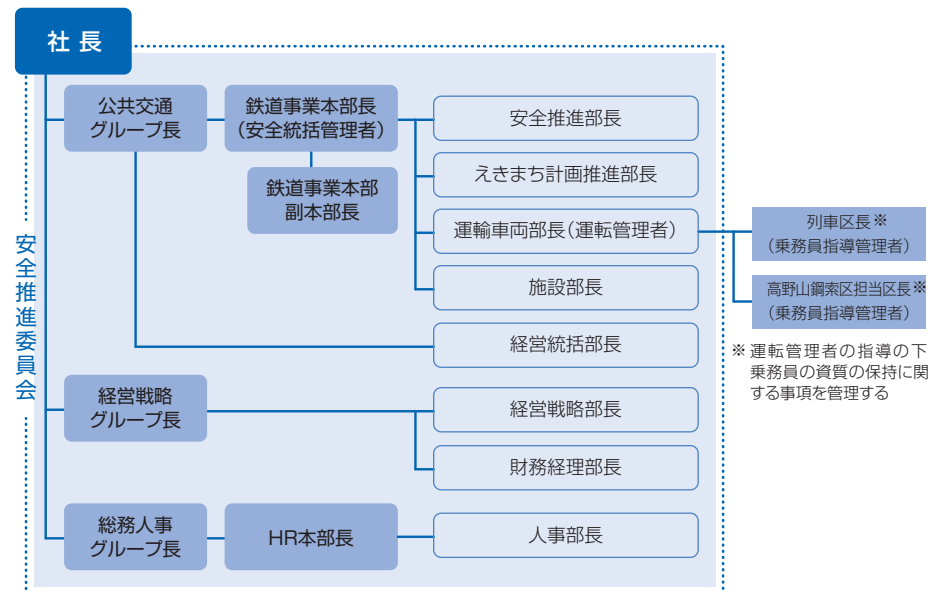 社長
安全推進委員会
公共交通
グループ長
鉄道事業本部長
（安全統括管理者）
鉄道事業本部
副本部長
安全推進部長
えきまち計画推進部長
運輸車両部長（運転管理者）
施設部長
経営統括部長
列車区長※
（乗務員指導管理者）
高野山鋼索区担当区長※
（乗務員指導管理者）
※運転管理者の指導の下
乗務員の資質の保持に関
する事項を管理する
経営戦略
グループ長
経営戦略部長
財務経理部長
総務人事
グループ長
HR本部長
人事部長